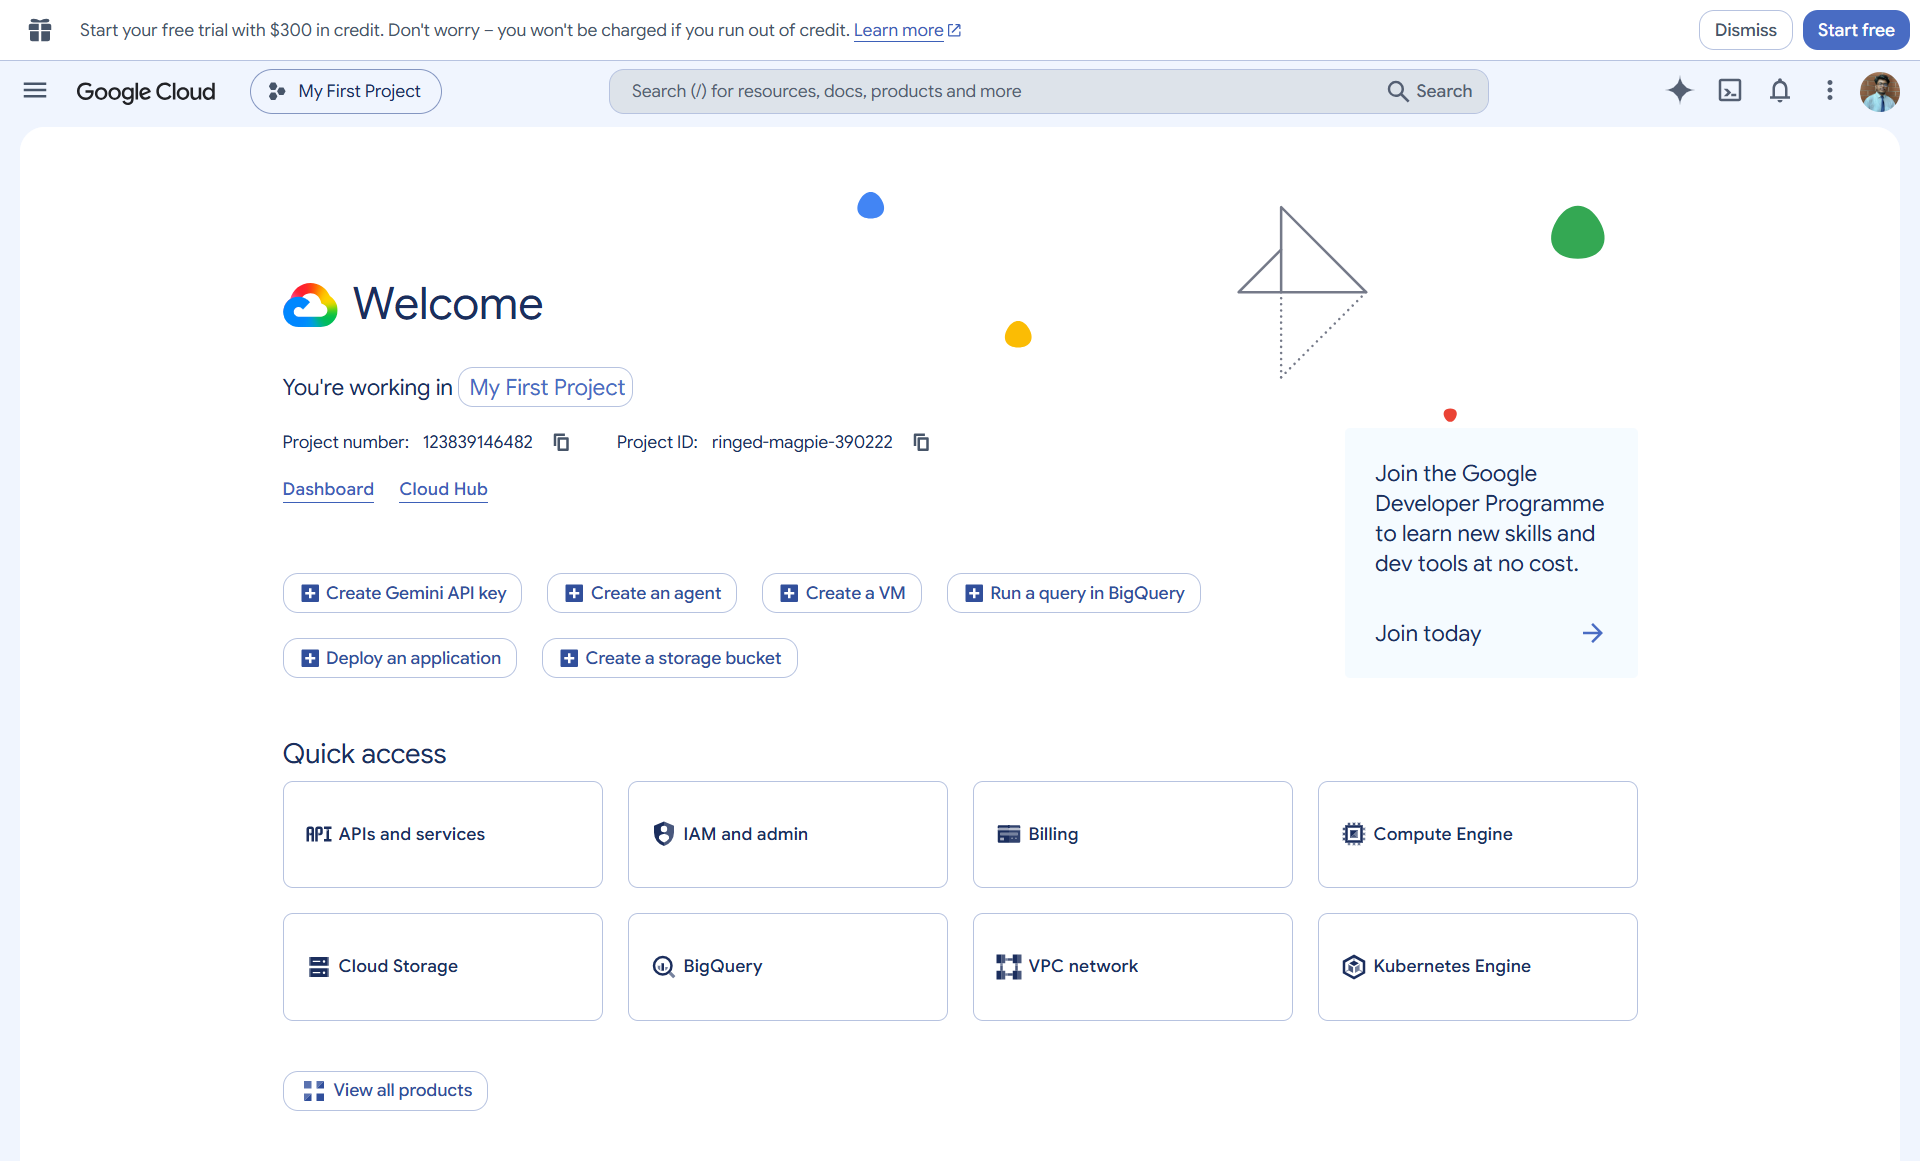 Start your free trial with $300 in credit. Don't worry – you won't be charged if you run out of credit. Learn more
Dismiss
Start free
Google Cloud
My First Project
Search (/) for resources, docs, products and more
Search
Welcome
You're working in My First Project
Project number: 123839146482
Project ID: ringed-magpie-390222
Dashboard
Cloud Hub
Join the Google
Developer Programme
to learn new skills and
dev tools at no cost.
Join today
Create Gemini API key
Create an agent
Create a VM
Run a query in BigQuery
Deploy an application
Create a storage bucket
Quick access
API APIs and services
IAM and admin
Billing
Compute Engine
Cloud Storage
BigQuery
VPC network
Kubernetes Engine
View all products